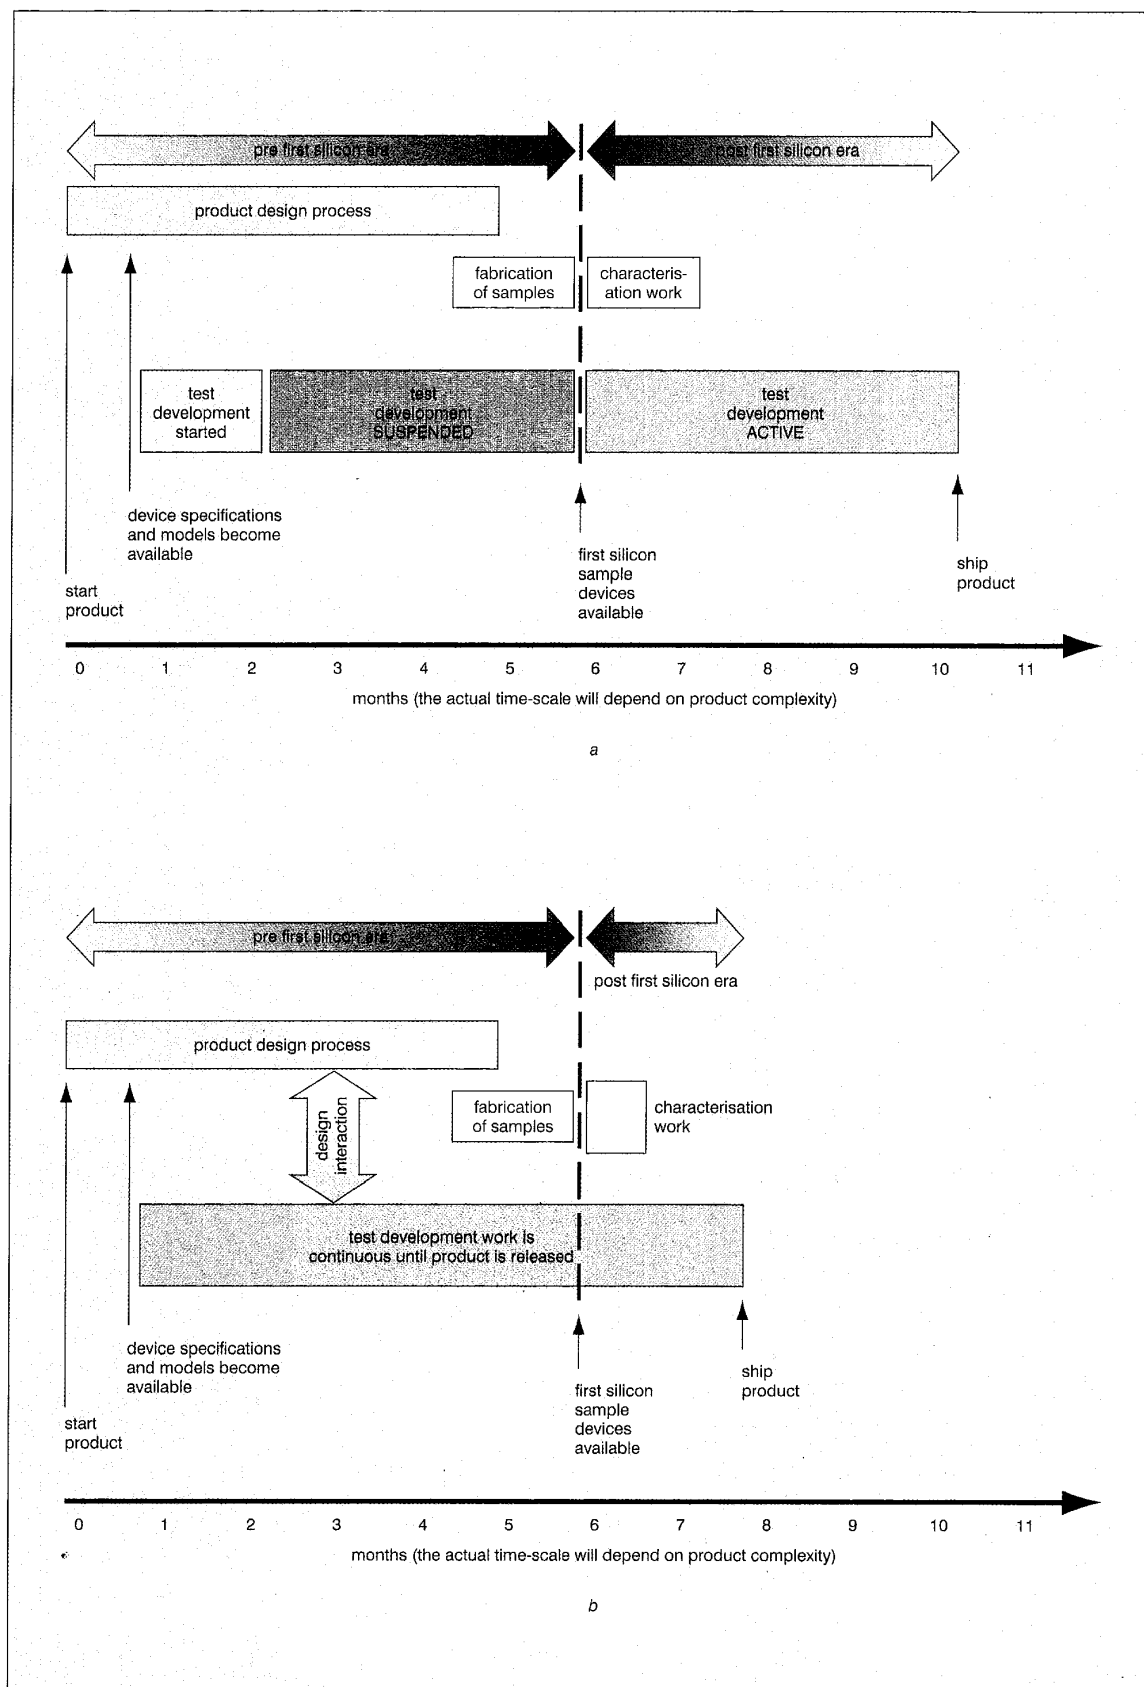 pre first silicon era
post first silicon era
product design process
fabrication
of samples
characteris-
ation work
test
development
started
test
development
SUSPENDED
test
development
ACTIVE
device specifications
and models become
available
start
product
first silicon
sample
devices
available
ship
product
0 1 2 3 4 5 6 7 8 9 10 11
months (the actual time-scale will depend on product complexity)
a
pre first silicon era
post first silicon era
product design process
design
interaction
fabrication
of samples
characterisation
work
test development work is
continuous until product is released
device specifications
and models become
available
start
product
first silicon
sample
devices
available
ship
product
0 1 2 3 4 5 6 7 8 9 10 11
months (the actual time-scale will depend on product complexity)
b